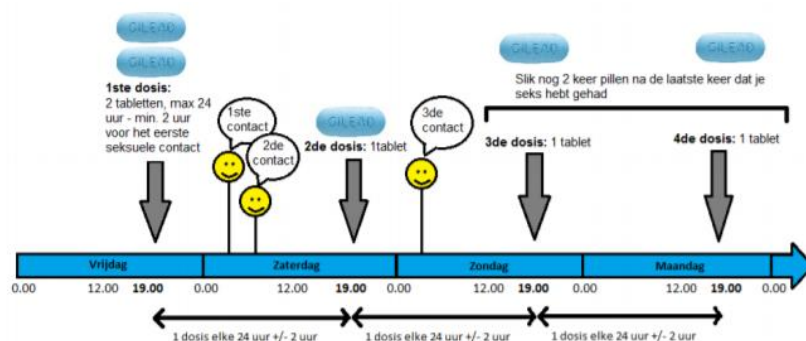 GILEAD
GILEAD
1ste dosis:
2 tabletten, max 24
uur - min. 2 uur
voor het eerste
seksuele contact
1ste
contact
2de
contact
GILEAD
2de dosis: 1tablet
3de
contact
GILEAD
GILEAD
Slik nog 2 keer pillen na de laatste keer dat je
seks hebt gehad
3de dosis: 1 tablet
4de dosis: 1 tablet
Vrijdag
Zaterdag
Zondag
Maandag
0.00 12.00 19.00 0.00 12.00 19.00 0.00 12.00 19.00 0.00 12.00 19.00 0.00
1 dosis elke 24 uur +/- 2 uur
1 dosis elke 24 uur +/- 2 uur
1 dosis elke 24 uur +/- 2 uur